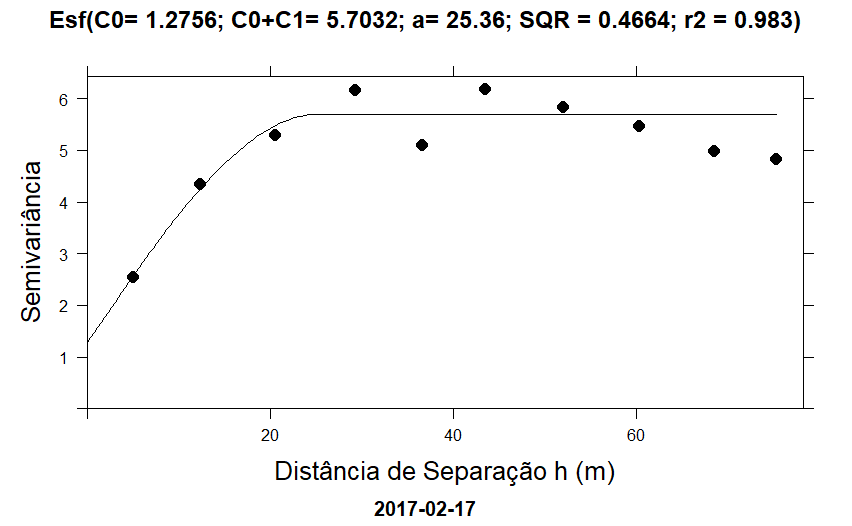 Esf(C0= 1.2756; C0+C1= 5.7032; a= 25.36; SQR = 0.4664; r2 = 0.983)
6
5
4
3
2
1
Semivariância
20 40 60
Distância de Separação h (m)
2017-02-17